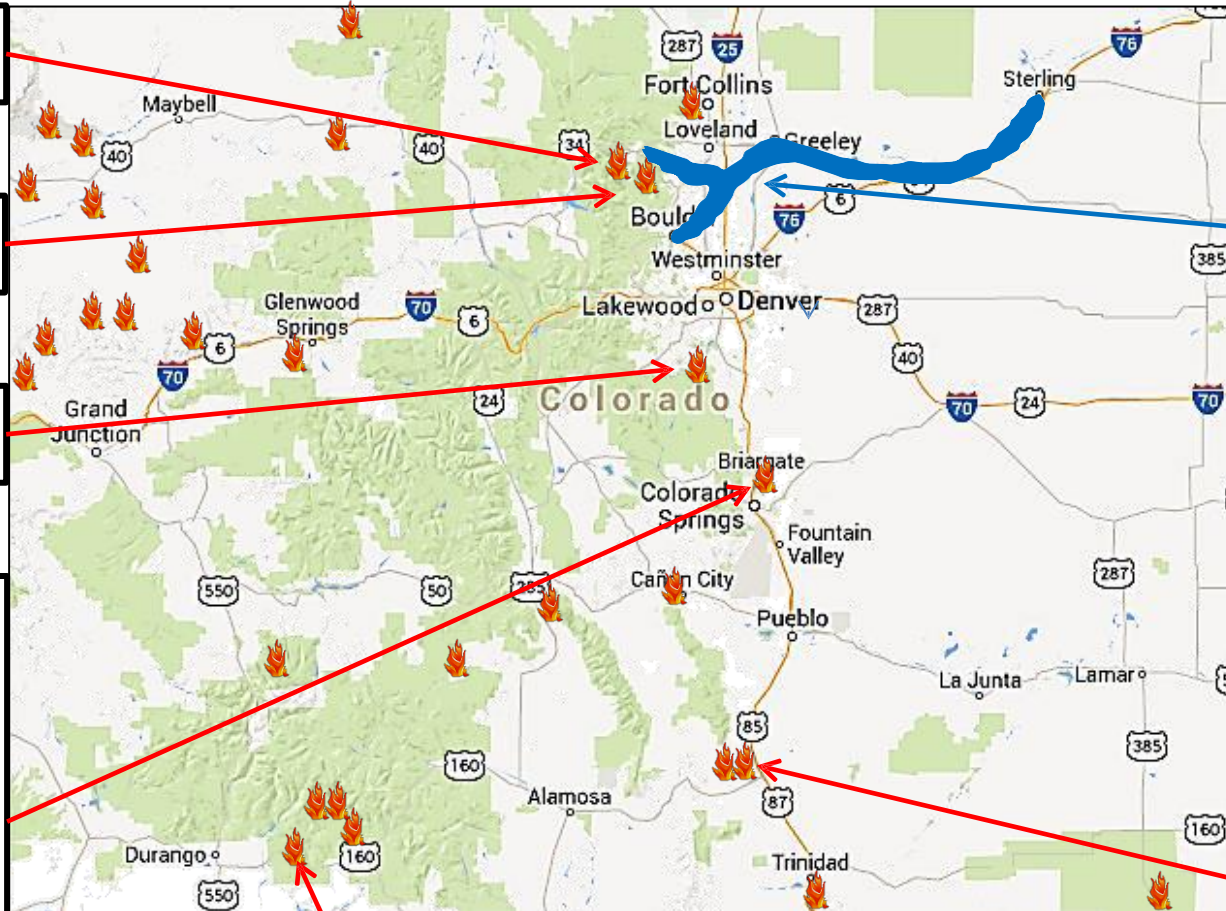 287
25
76
Sterling
Fort Collins
Maybell
40
40
34
Loveland
Greeley
6
76
Bould
385
Westminster
Glenwood
Springs
70
6
Lakewood
Denver
287
6
70
40
24
Colorado
70
24
70
Grand
Junction
Briargate
Colorado
Springs
Fountain
Valley
550
50
285
Cañon City
287
Pueblo
La Junta
Lamar
85
385
160
Alamosa
87
160
Durango
160
Trinidad
550